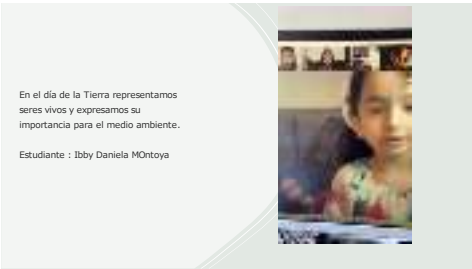 En el día de la Tierra representamos
seres vivos y expresamos su
importancia para el medio ambiente.
Estudiante : Ibby Daniela MOntoya